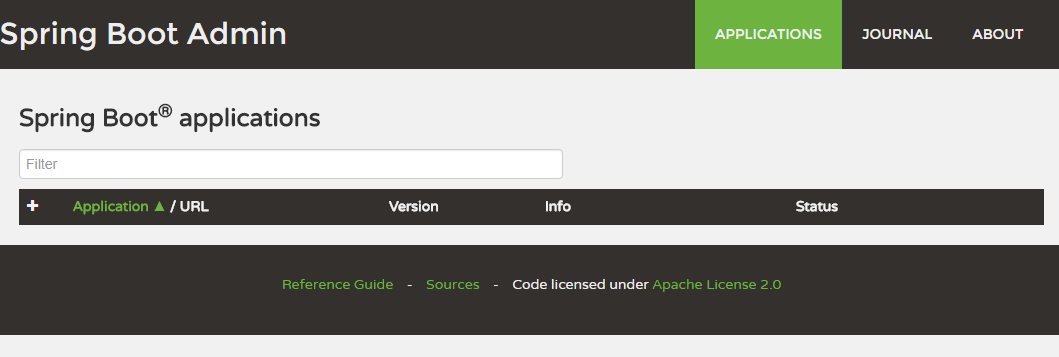 Spring Boot Admin
APPLICATIONS JOURNAL ABOUT
Spring Boot® applications
Filter
Application ▲ / URL Version Info Status
Reference Guide - Sources - Code licensed under Apache License 2.0